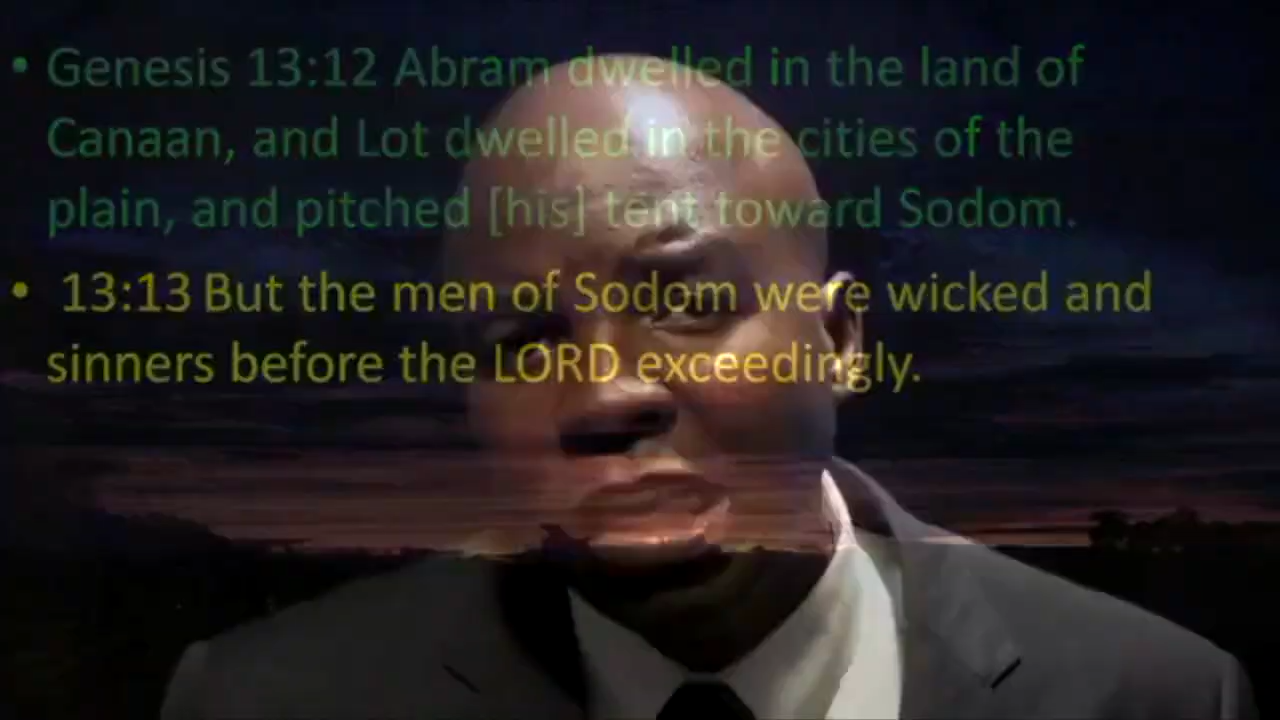 • Genesis 13:12 Abram dwelled in the land of
Canaan, and Lot dwelled in the cities of the
plain, and pitched [his] tent toward Sodom.
• 13:13 But the men of Sodom were wicked and
sinners before the LORD exceedingly.